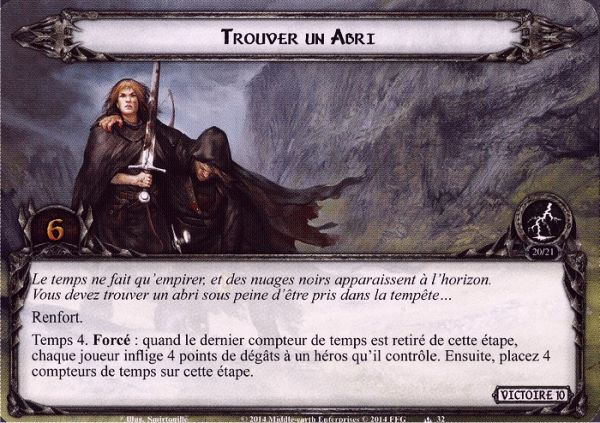 Trouver un Abri
6
20/21
Le temps ne fait qu'empirer, et des nuages noirs apparaissent à l'horizon.
Vous devez trouver un abri sous peine d'être pris dans la tempête…
Renfort.
Temps 4. Forcé : quand le dernier compteur de temps est retiré de cette étape,
chaque joueur inflige 4 points de dégâts à un héros qu'il contrôle. Ensuite, placez 4
compteurs de temps sur cette étape.
VICTOIRE 10
Illus. Smirtouille © 2014 Middle-earth Enterprises © 2014 FFG 32